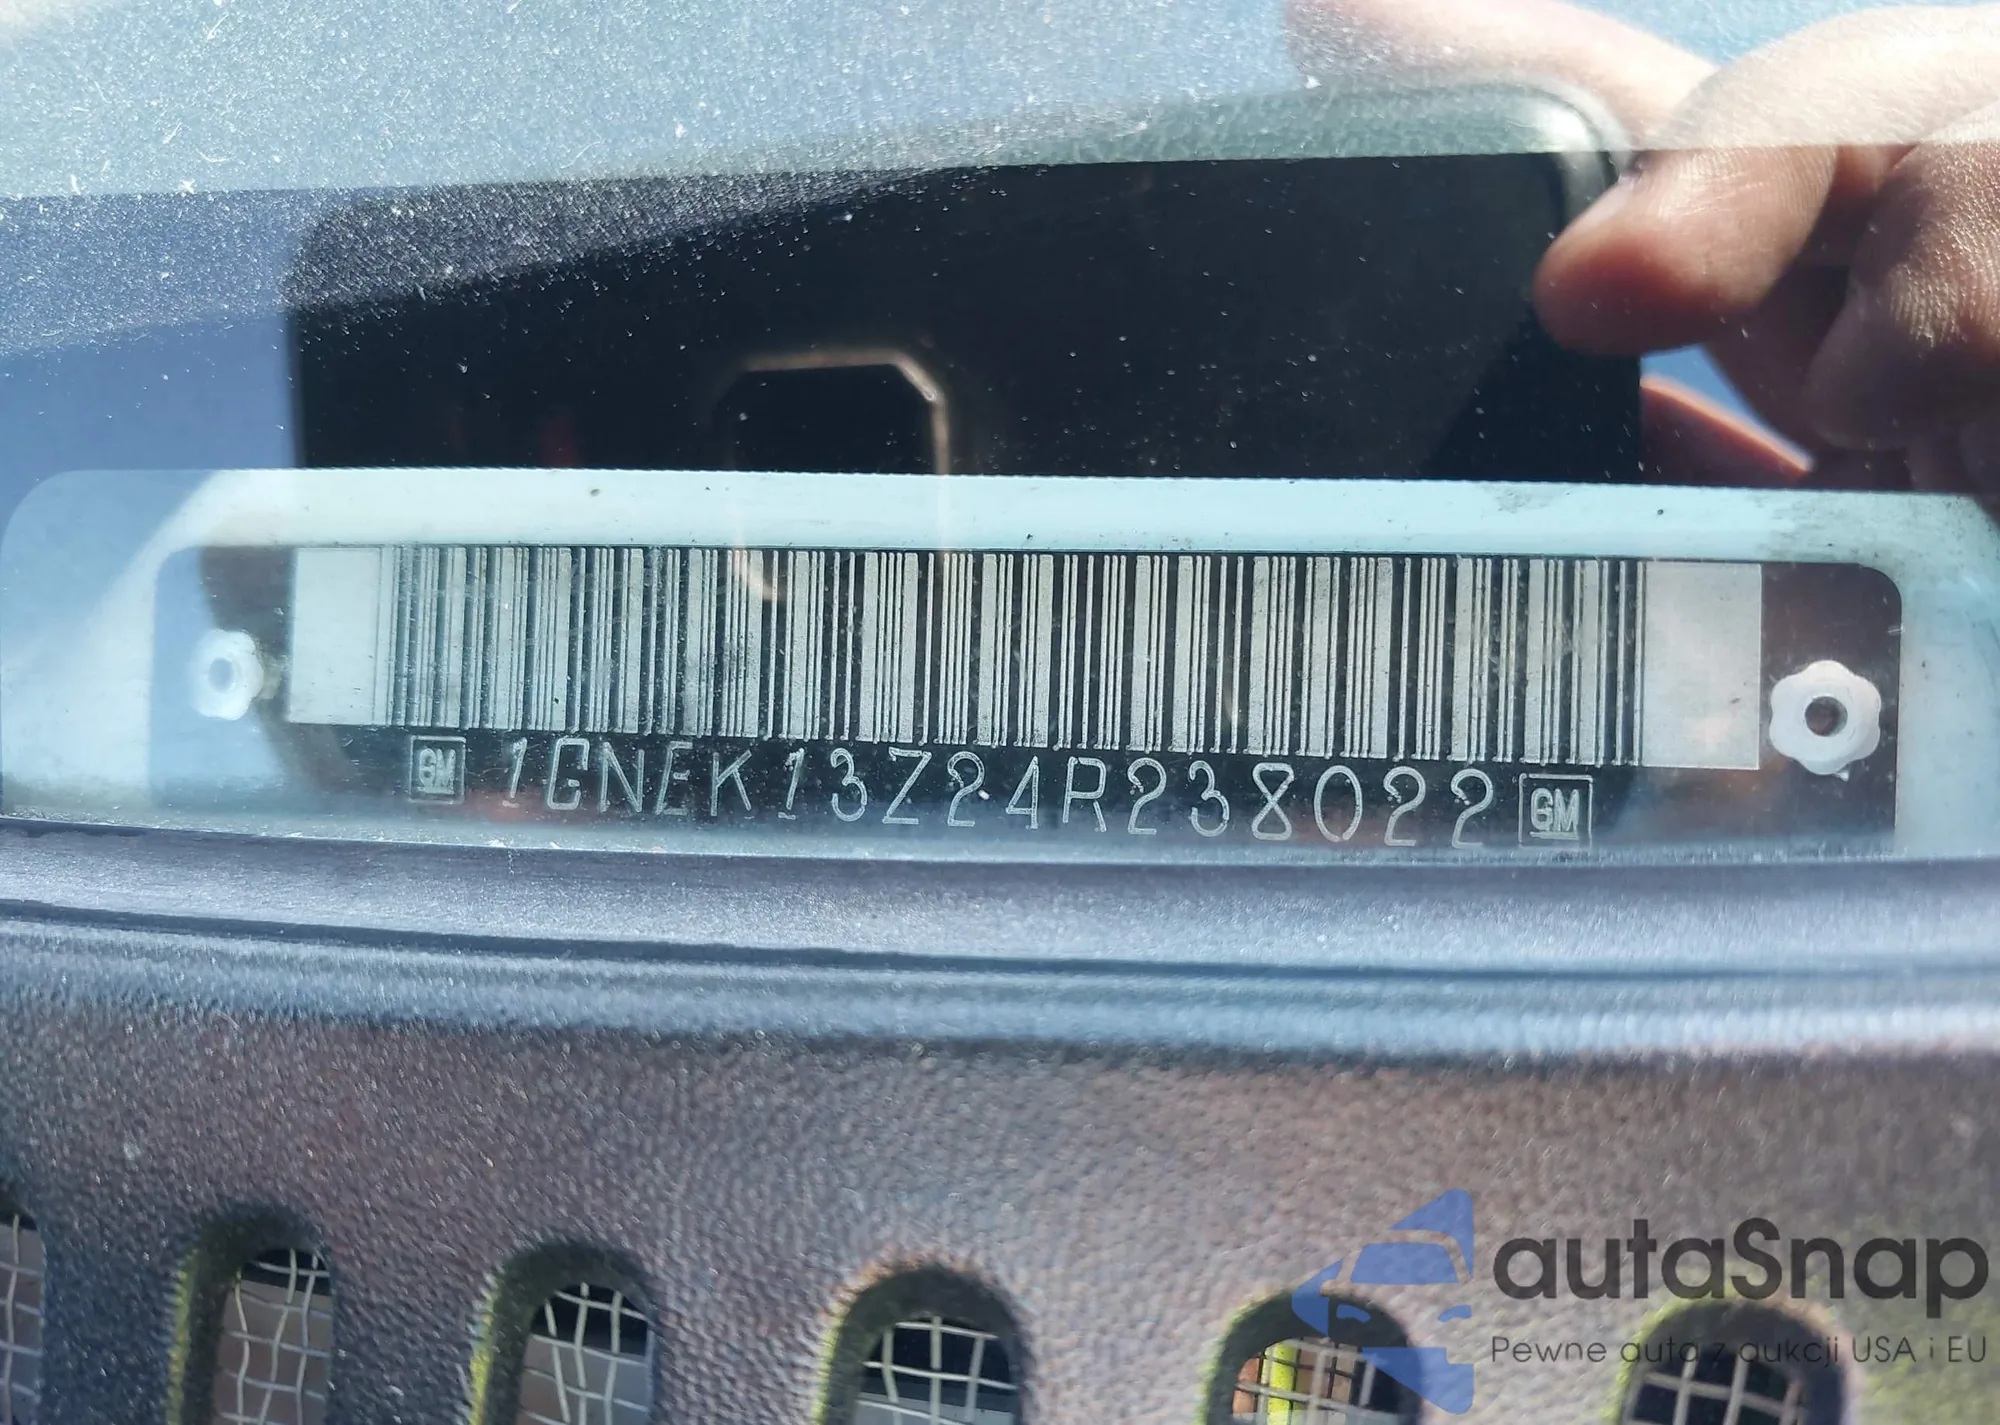 GM 1GNEK13Z24R238022 GM
autaSnap
Pewne auta z aukcji USA i EU